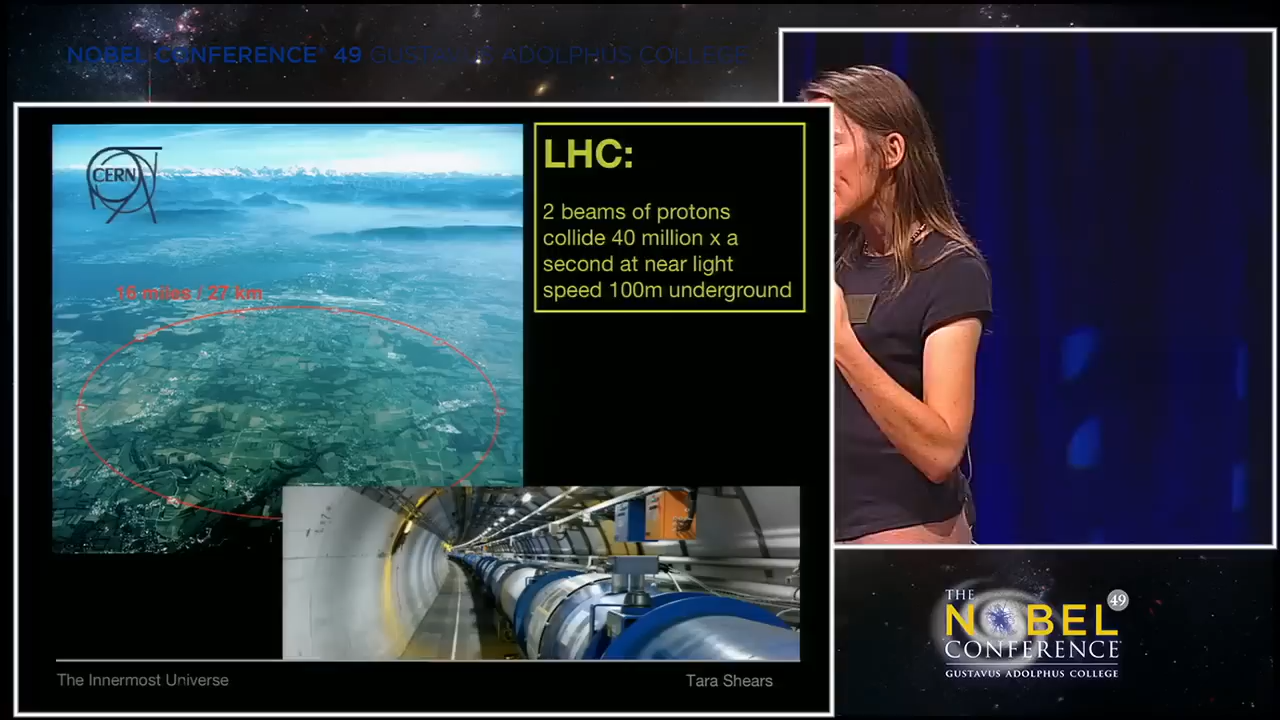 NOBEL CONFERENCE® 49 GUSTAVUS ADOLPHUS COLLEGE
CERN
16 miles / 27 km
LHC:
2 beams of protons
collide 40 million x a
second at near light
speed 100m underground
The Innermost Universe
Tara Shears
THE
NOBEL
49
CONFERENCE
GUSTAVUS ADOLPHUS COLLEGE